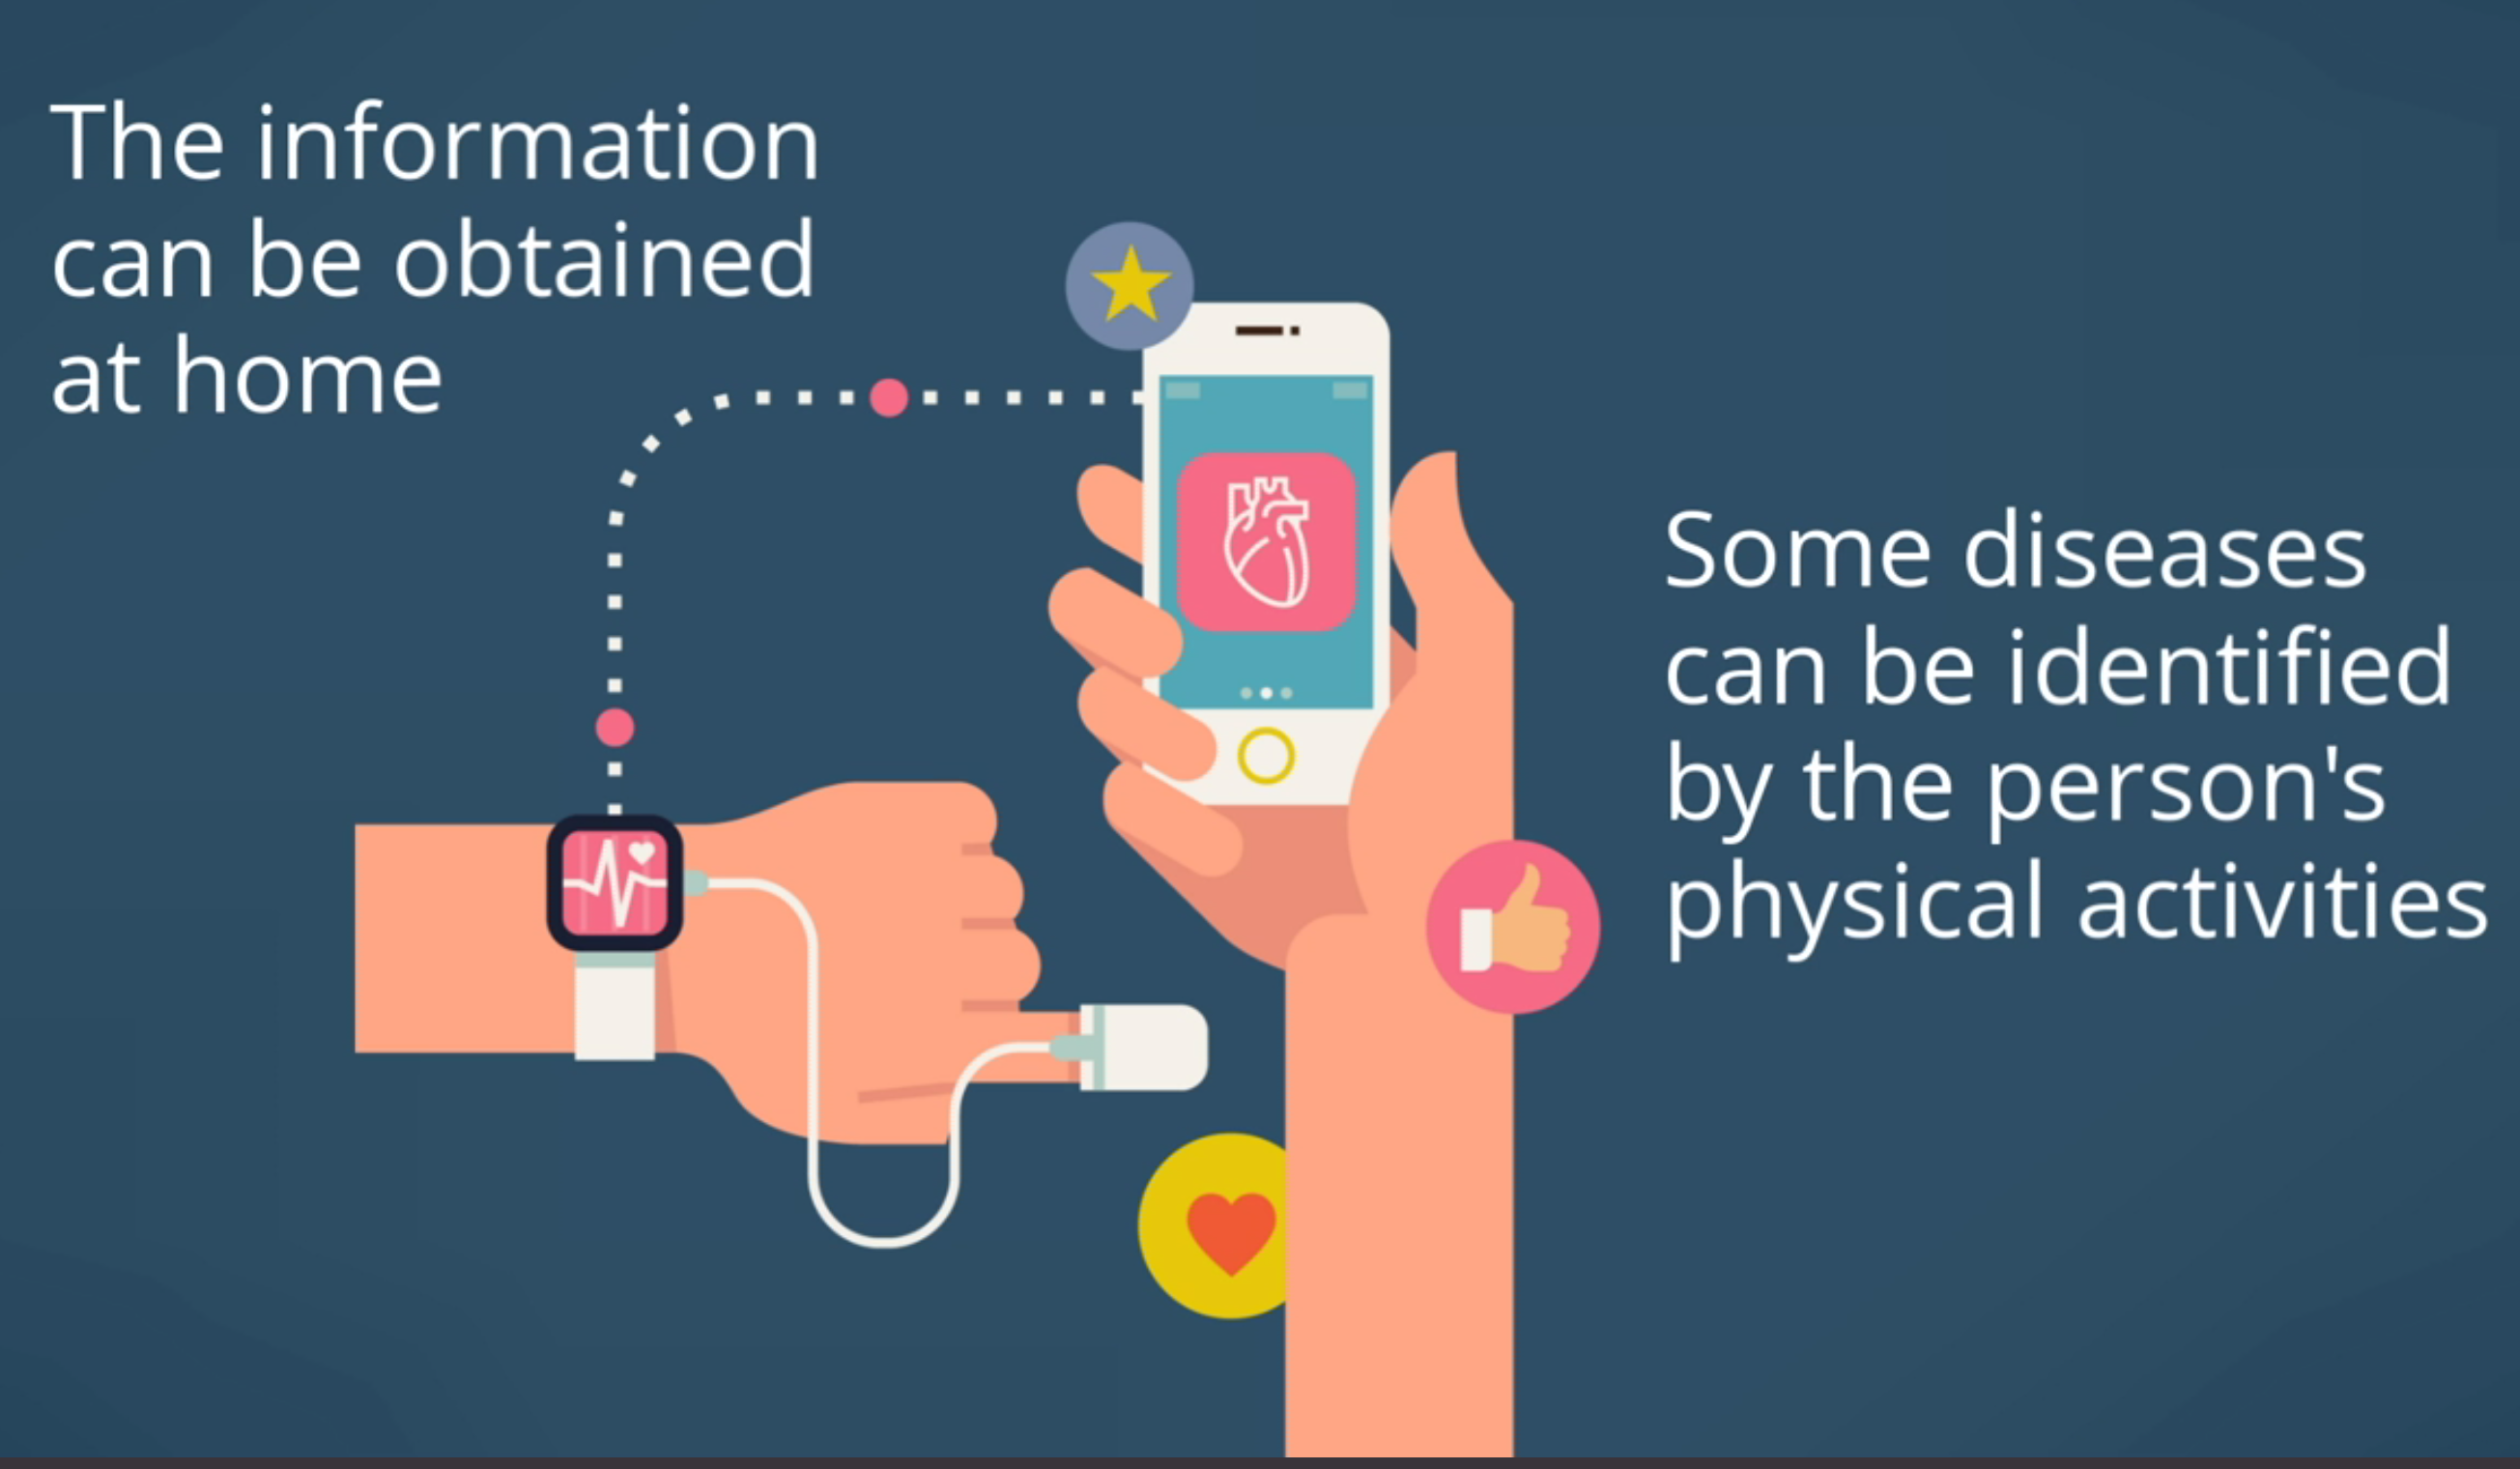 The information
can be obtained
at home
Some diseases
can be identified
by the person's
physical activities